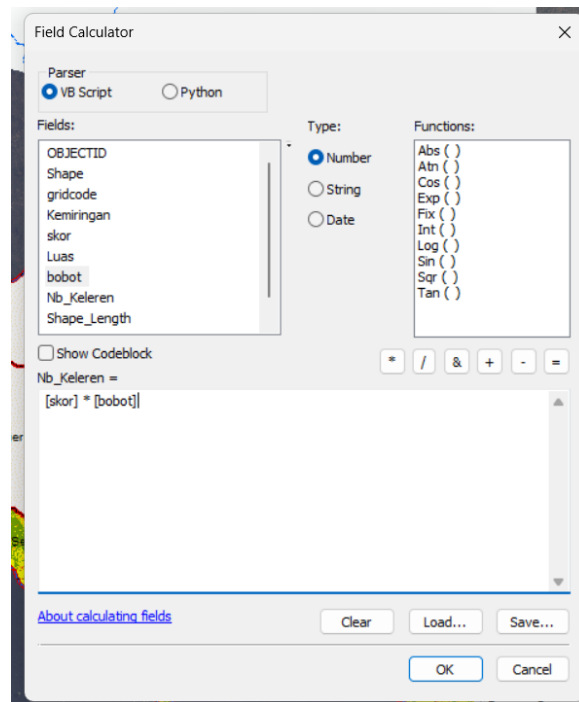 Field Calculator
Parser
VB Script
Python
Fields:
OBJECTID
Shape
gridcode
Kemiringan
skor
Luas
bobot
Nb_Keleren
Shape_Length
Type:
Number
String
Date
Functions:
Abs ( )
Atn ( )
Cos ( )
Exp ( )
Fix ( )
Int ( )
Log ( )
Sin ( )
Sqr ( )
Tan ( )
Show Codeblock
* / & + - =
Nb_Keleren =
[skor] * [bobot]
er
About calculating fields
Clear
Load...
Save...
OK
Cancel